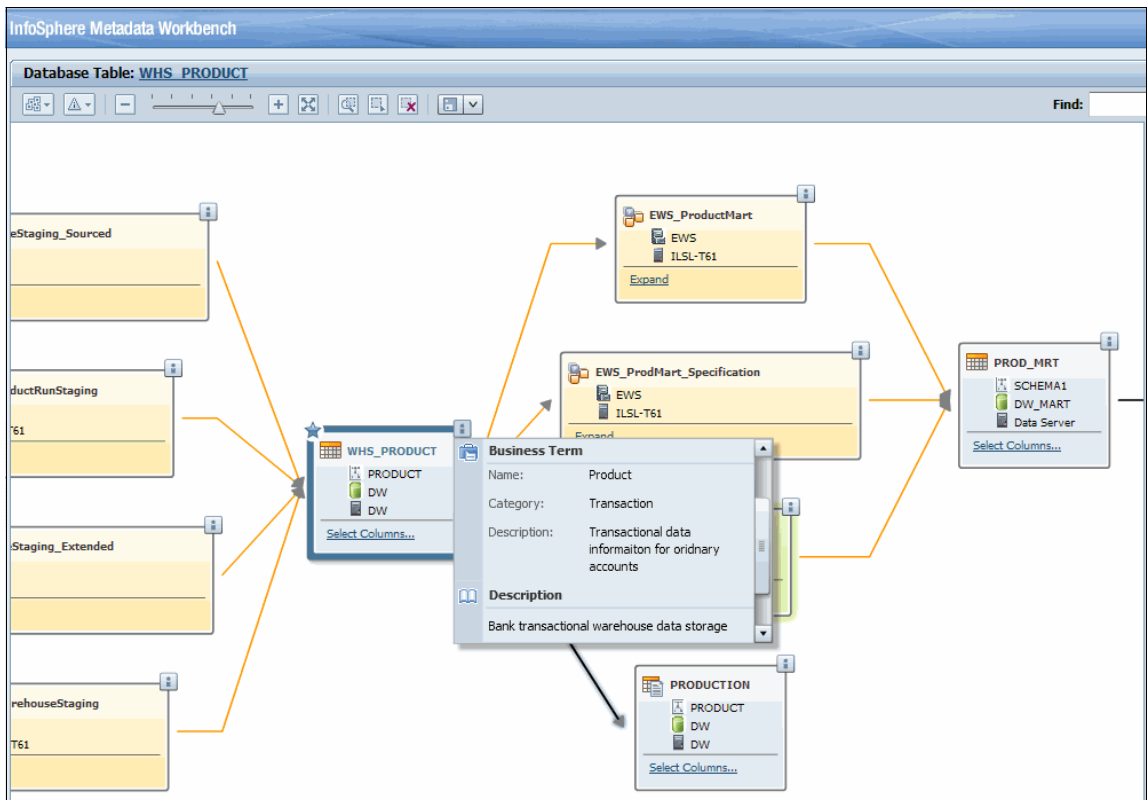 InfoSphere Metadata Workbench
Database Table: WHS_PRODUCT
Find:
eStaging_Sourced
ductRunStaging
T61
eStaging_Extended
rehouseStaging
T61
WHS_PRODUCT
PRODUCT
DW
DW
Select Columns...
EWS_ProductMart
EWS
ILSL-T61
Expand
EWS_ProdMart_Specification
EWS
ILSL-T61
Expand
Business Term
Name: Product
Category: Transaction
Description: Transactional data
informaiton for oridnary
accounts
Description
Bank transactional warehouse data storage
PROD_MRT
SCHEMA1
DW_MART
Data Server
Select Columns...
PRODUCTION
PRODUCT
DW
DW
Select Columns...